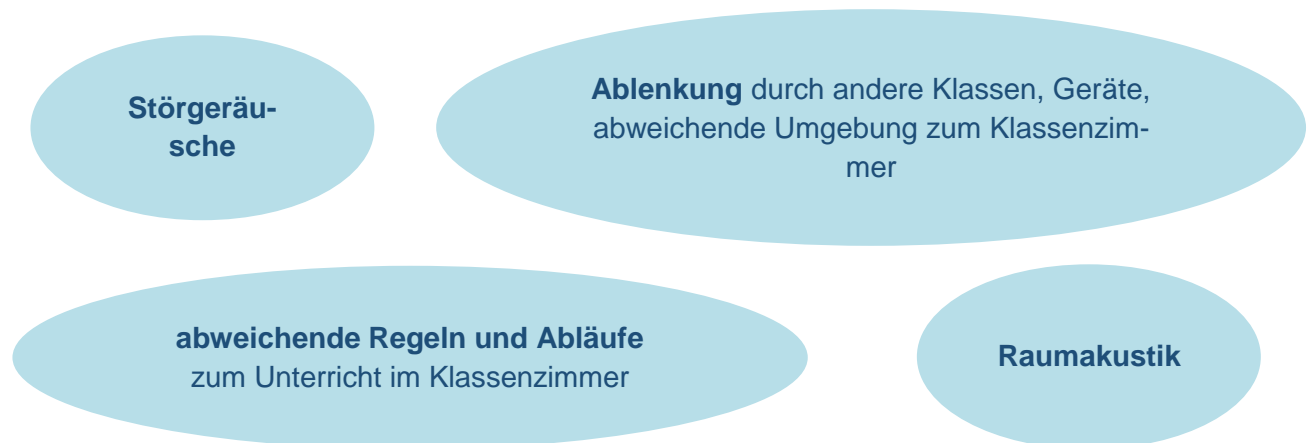 Störgeräu-
sche
Ablenkung durch andere Klassen, Geräte,
abweichende Umgebung zum Klassenzim-
mer
abweichende Regeln und Abläufe
zum Unterricht im Klassenzimmer
Raumakustik